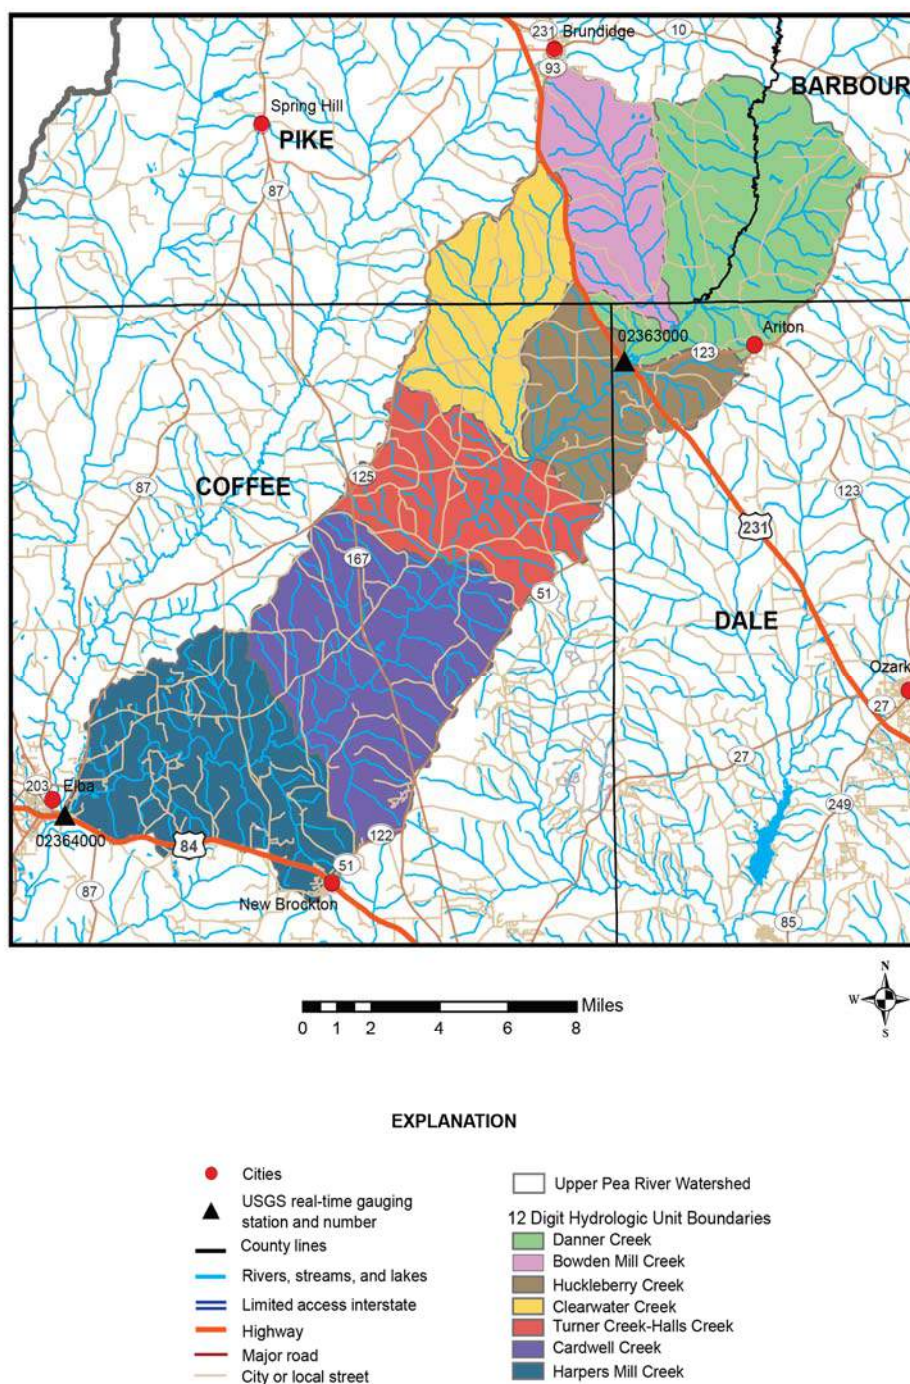 231
Brundidge
10
93
BARBOUR
Spring Hill
PIKE
87
02363000
Ariton
123
COFFEE
125
87
123
231
167
51
DALE
Ozark
27
27
203
Elba
02364000
84
122
249
51
87
New Brockton
85
N
W
E
S
Miles
0 1 2 4 6 8
EXPLANATION
Cities
USGS real-time gauging
station and number
County lines
Rivers, streams, and lakes
Limited access interstate
Highway
Major road
City or local street
Upper Pea River Watershed
12 Digit Hydrologic Unit Boundaries
Danner Creek
Bowden Mill Creek
Huckleberry Creek
Clearwater Creek
Turner Creek-Halls Creek
Cardwell Creek
Harpers Mill Creek